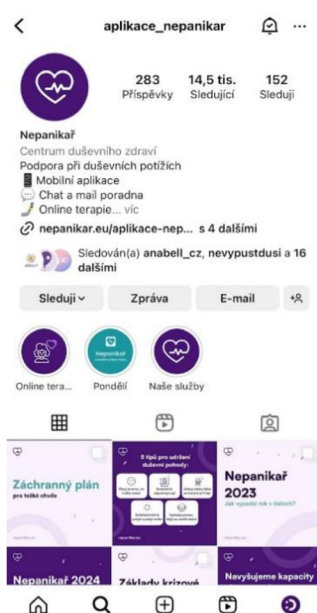 aplikace_nepanikar
283 14,5 tis. 152
Příspěvky Sledující Sleduji
Nepanikař
Centrum duševního zdraví
Podpora při duševních potížích
Mobilní aplikace
Chat a mail poradna
Online terapie... víc
nepanikar.eu/aplikace-nep... s 4 dalšími
Sledován(a) anabell_cz, nevypustdusi a 16
dalšími
Sleduji Zpráva E-mail
Online tera... Pondělí Naše služby
Nepanikař
Záchranný plán
pro těžké chvíle
5 tipů pro udržení
duševní pohody:
Nepanikař
2023
Jak vypadal rok v číslech?
Nepanikař 2024
Základy krizové
Navyšujeme kapacity